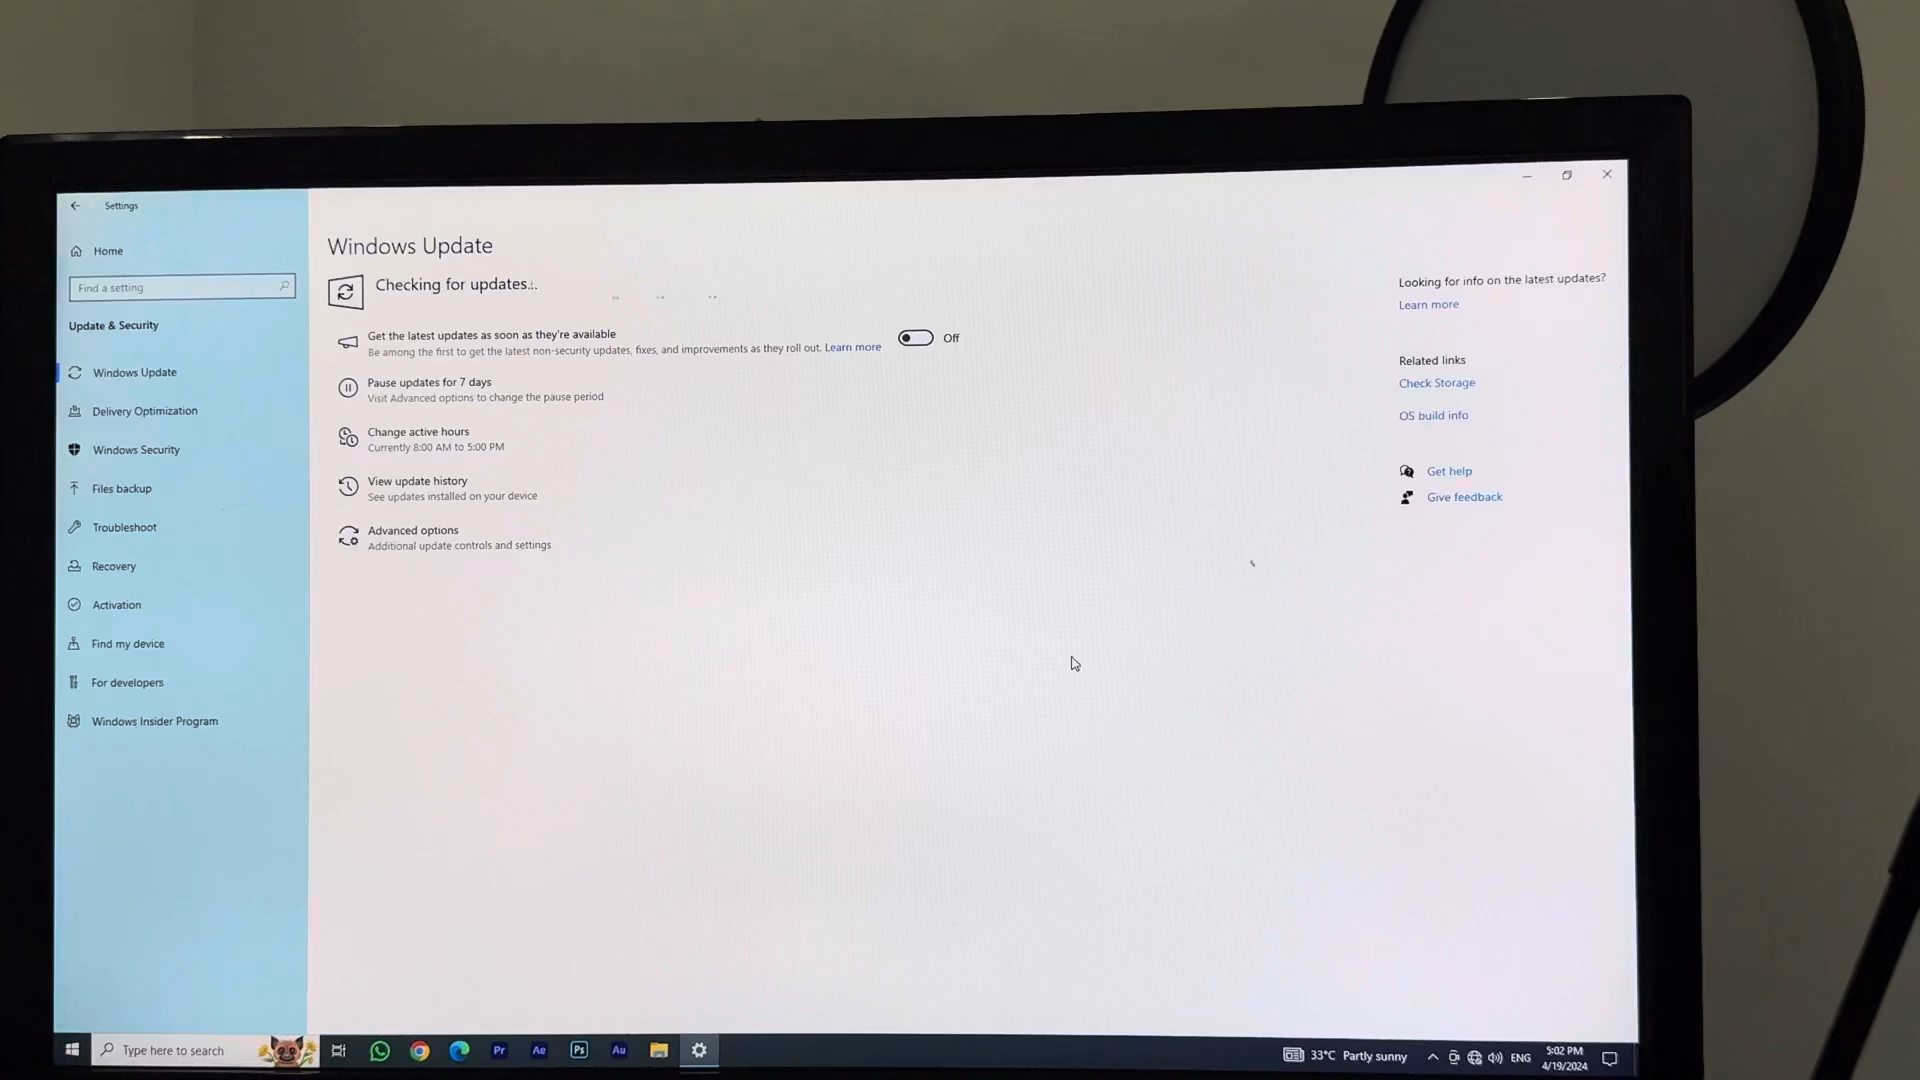 Settings
Home
Find a setting
Update & Security
Windows Update
Delivery Optimization
Windows Security
Files backup
Troubleshoot
Recovery
Activation
Find my device
For developers
Windows Insider Program
Windows Update
Checking for updates...
Get the latest updates as soon as they're available
Be among the first to get the latest non-security updates, fixes, and improvements as they roll out. Learn more
Off
Pause updates for 7 days
Visit Advanced options to change the pause period
Change active hours
Currently 8:00 AM to 5:00 PM
View update history
See updates installed on your device
Advanced options
Additional update controls and settings
Looking for info on the latest updates?
Learn more
Related links
Check Storage
OS build info
Get help
Give feedback
Type here to search
Pr
Ae
Ps
Au
33°C Partly sunny
ENG
5:02 PM
4/19/2024